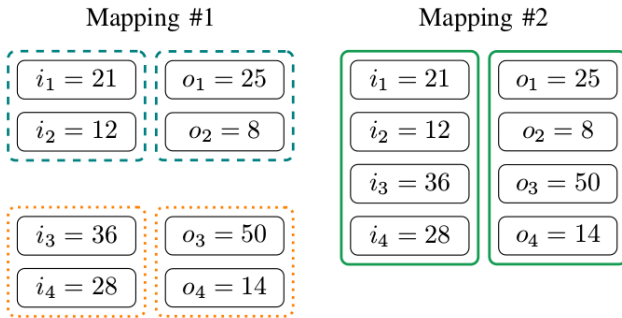 Mapping #1
i₁ = 21 o₁ = 25
i₂ = 12 o₂ = 8
i₃ = 36 o₃ = 50
i₄ = 28 o₄ = 14
Mapping #2
i₁ = 21 o₁ = 25
i₂ = 12 o₂ = 8
i₃ = 36 o₃ = 50
i₄ = 28 o₄ = 14